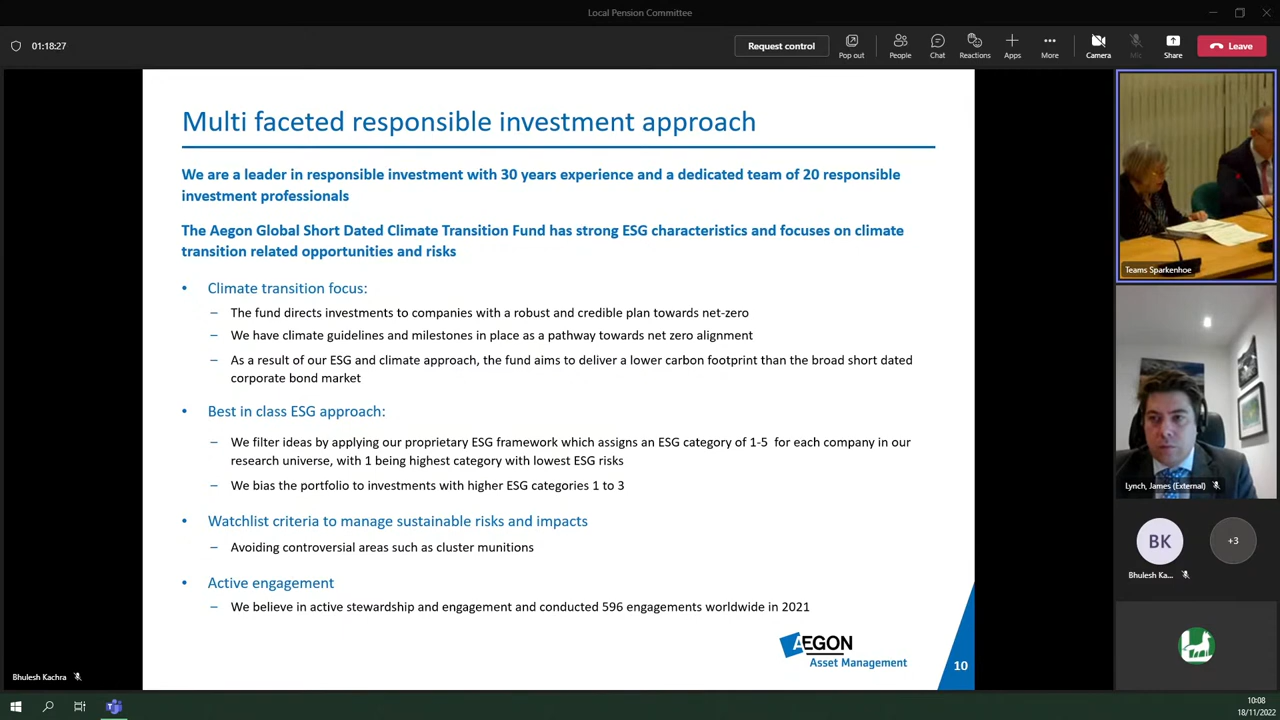 Local Pension Committee
01:18:27
Request control
Pop out
People
Chat
Reactions
Apps
More
Camera
Mic
Share
Leave
Multi faceted responsible investment approach
We are a leader in responsible investment with 30 years experience and a dedicated team of 20 responsible
investment professionals
The Aegon Global Short Dated Climate Transition Fund has strong ESG characteristics and focuses on climate
transition related opportunities and risks
• Climate transition focus:
– The fund directs investments to companies with a robust and credible plan towards net-zero
– We have climate guidelines and milestones in place as a pathway towards net zero alignment
– As a result of our ESG and climate approach, the fund aims to deliver a lower carbon footprint than the broad short dated
corporate bond market
• Best in class ESG approach:
– We filter ideas by applying our proprietary ESG framework which assigns an ESG category of 1-5 for each company in our
research universe, with 1 being highest category with lowest ESG risks
– We bias the portfolio to investments with higher ESG categories 1 to 3
• Watchlist criteria to manage sustainable risks and impacts
– Avoiding controversial areas such as cluster munitions
• Active engagement
– We believe in active stewardship and engagement and conducted 596 engagements worldwide in 2021
AEGON
Asset Management
10
Teams Sparkenhoe
Lynch, James (External)
BK
+3
Bhulesh Ka...
Bhulesh Kachra
10:08
18/11/2022